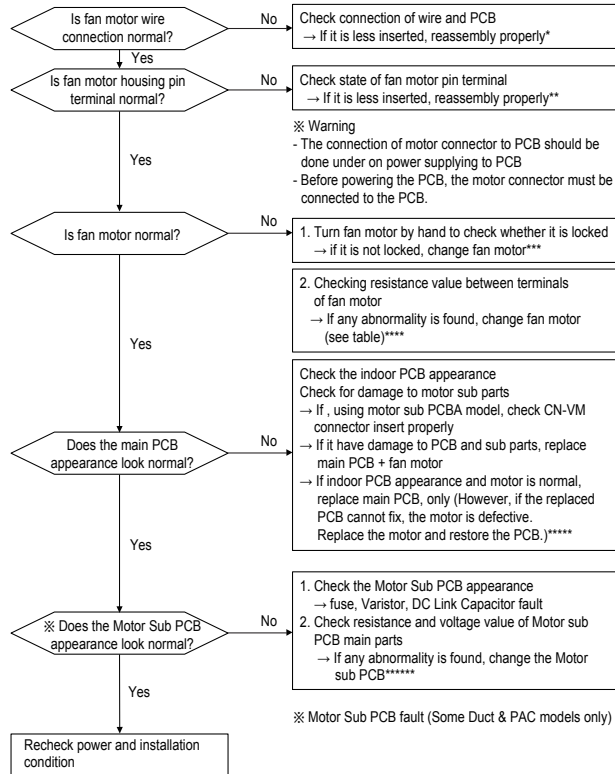 Is fan motor wire
connection normal?
No
Check connection of wire and PCB
→ If it is less inserted, reassembly properly*
Yes
Is fan motor housing pin
terminal normal?
No
Check state of fan motor pin terminal
→ If it is less inserted, reassembly properly**
※ Warning
- The connection of motor connector to PCB should be
done under on power supplying to PCB
- Before powering the PCB, the motor connector must be
connected to the PCB.
Yes
Is fan motor normal?
No
1. Turn fan motor by hand to check whether it is locked
→ if it is not locked, change fan motor***
2. Checking resistance value between terminals
of fan motor
→ If any abnormality is found, change fan motor
(see table)****
Yes
Does the main PCB
appearance look normal?
No
Check the indoor PCB appearance
Check for damage to motor sub parts
→ If , using motor sub PCBA model, check CN-VM
connector insert properly
→ If it have damage to PCB and sub parts, replace
main PCB + fan motor
→ If indoor PCB appearance and motor is normal,
replace main PCB, only (However, if the replaced
PCB cannot fix, the motor is defective.
Replace the motor and restore the PCB.)*****
Yes
※ Does the Motor Sub PCB
appearance look normal?
No
1. Check the Motor Sub PCB appearance
→ fuse, Varistor, DC Link Capacitor fault
2. Check resistance and voltage value of Motor sub
PCB main parts
→ If any abnormality is found, change the Motor
sub PCB******
Yes
※ Motor Sub PCB fault (Some Duct & PAC models only)
Recheck power and installation
condition